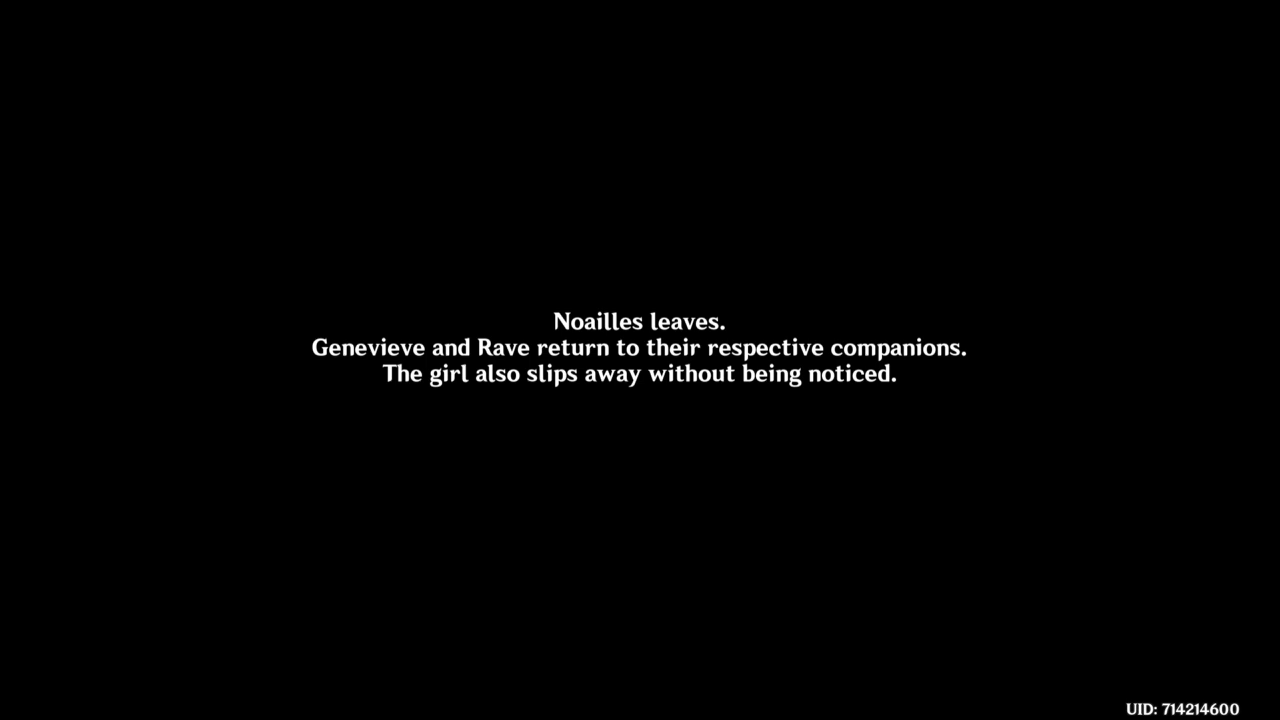 Noailles leaves.
Genevieve and Rave return to their respective companions.
The girl also slips away without being noticed.
UID: 714214600